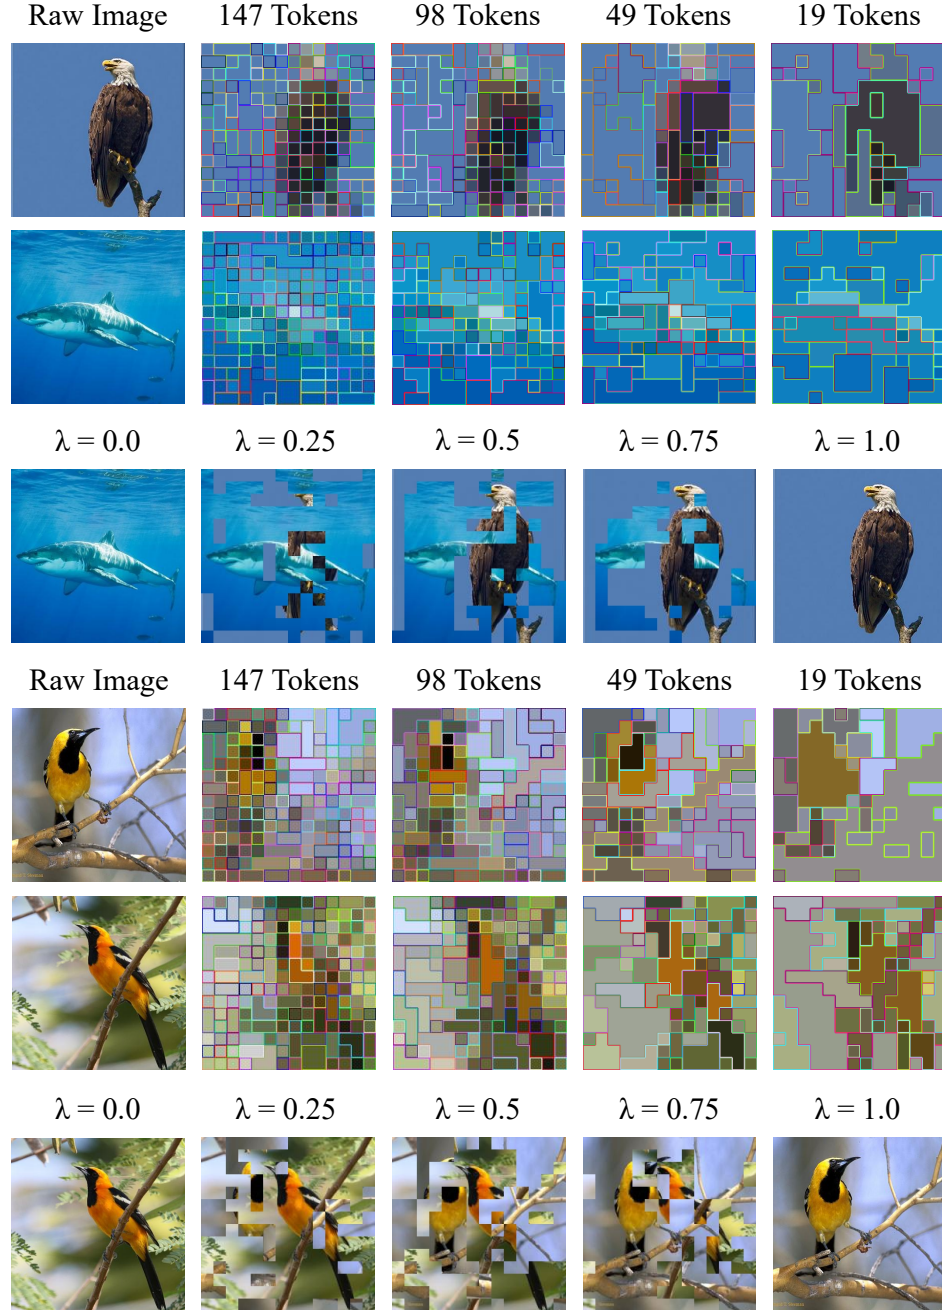 Raw Image 147 Tokens 98 Tokens 49 Tokens 19 Tokens
λ = 0.0 λ = 0.25 λ = 0.5 λ = 0.75 λ = 1.0
Raw Image 147 Tokens 98 Tokens 49 Tokens 19 Tokens
λ = 0.0 λ = 0.25 λ = 0.5 λ = 0.75 λ = 1.0